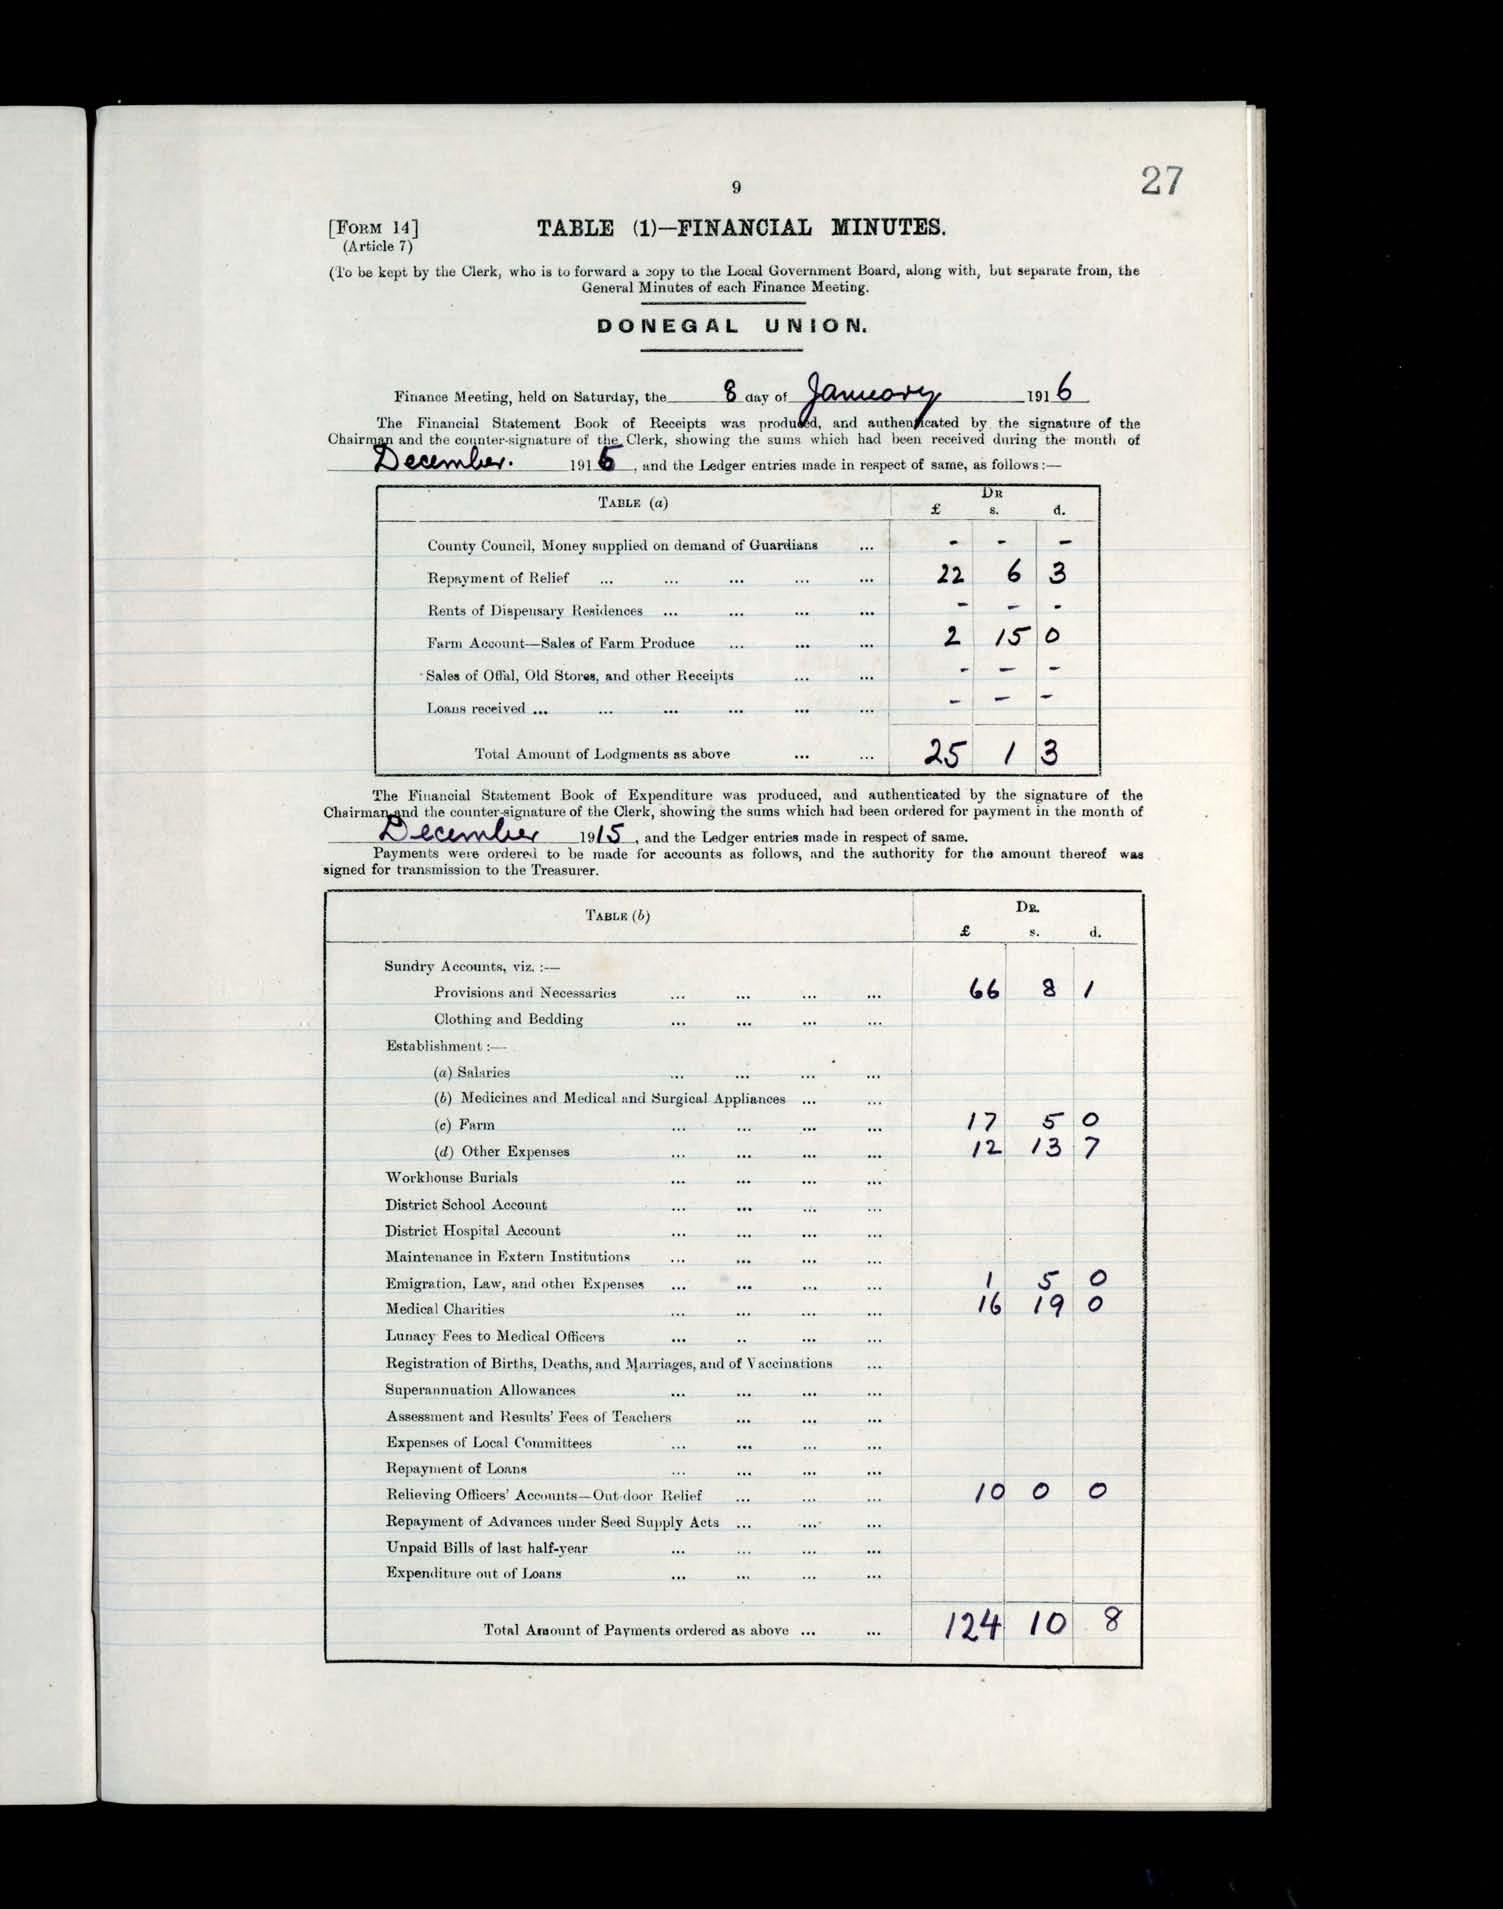 27
9
[FORM 14] TABLE (1)—FINANCIAL MINUTES.
(Article 7)
(To be kept by the Clerk, who is to forward a copy to the Local Government Board, along with, but separate from, the
General Minutes of each Finance Meeting.
DONEGAL UNION.
Finance Meeting, held on Saturday, the 8 day of January 1916
The Financial Statement Book of Receipts was produced, and authenticated by the signature of the
Chairman and the counter-signature of the Clerk, showing the sums which had been received during the month of
December. 1915, and the Ledger entries made in respect of same, as follows:—
TABLE (a) DR
£ s. d.
County Council, Money supplied on demand of Guardians ... - - -
Repayment of Relief ... ... ... ... ... 22 6 3
Rents of Dispensary Residences ... ... ... ... - - -
Farm Account—Sales of Farm Produce ... ... ... 2 15 0
Sales of Offal, Old Stores, and other Receipts ... ... - - -
Loans received ... ... ... ... ... ... - - -
Total Amount of Lodgments as above ... ... 25 1 3
The Financial Statement Book of Expenditure was produced, and authenticated by the signature of the
Chairman and the counter-signature of the Clerk, showing the sums which had been ordered for payment in the month of
December 1915, and the Ledger entries made in respect of same.
Payments were ordered to be made for accounts as follows, and the authority for the amount thereof was
signed for transmission to the Treasurer.
TABLE (b) DR.
£ s. d.
Sundry Accounts, viz. :—
Provisions and Necessaries ... ... ... ... 66 8 1
Clothing and Bedding ... ... ... ...
Establishment :—
(a) Salaries ... ... ... ...
(b) Medicines and Medical and Surgical Appliances ... ...
(c) Farm ... ... ... ... 17 5 0
(d) Other Expenses ... ... ... ... 12 13 7
Workhouse Burials ... ... ... ...
District School Account ... ... ... ...
District Hospital Account ... ... ... ...
Maintenance in Extern Institutions ... ... ... ...
Emigration, Law, and other Expenses ... ... ... ... 1 5 0
Medical Charities ... ... ... ... 16 19 0
Lunacy Fees to Medical Officers ... .. ... ...
Registration of Births, Deaths, and Marriages, and of Vaccinations ...
Superannuation Allowances ... ... ... ...
Assessment and Results' Fees of Teachers ... ... ...
Expenses of Local Committees ... ... ... ...
Repayment of Loans ... ... ... ...
Relieving Officers' Accounts—Out-door Relief ... ... ... 10 0 0
Repayment of Advances under Seed Supply Acts ... ... ...
Unpaid Bills of last half-year ... ... ... ...
Expenditure out of Loans ... ... ... ...
Total Amount of Payments ordered as above ... ... 124 10 8